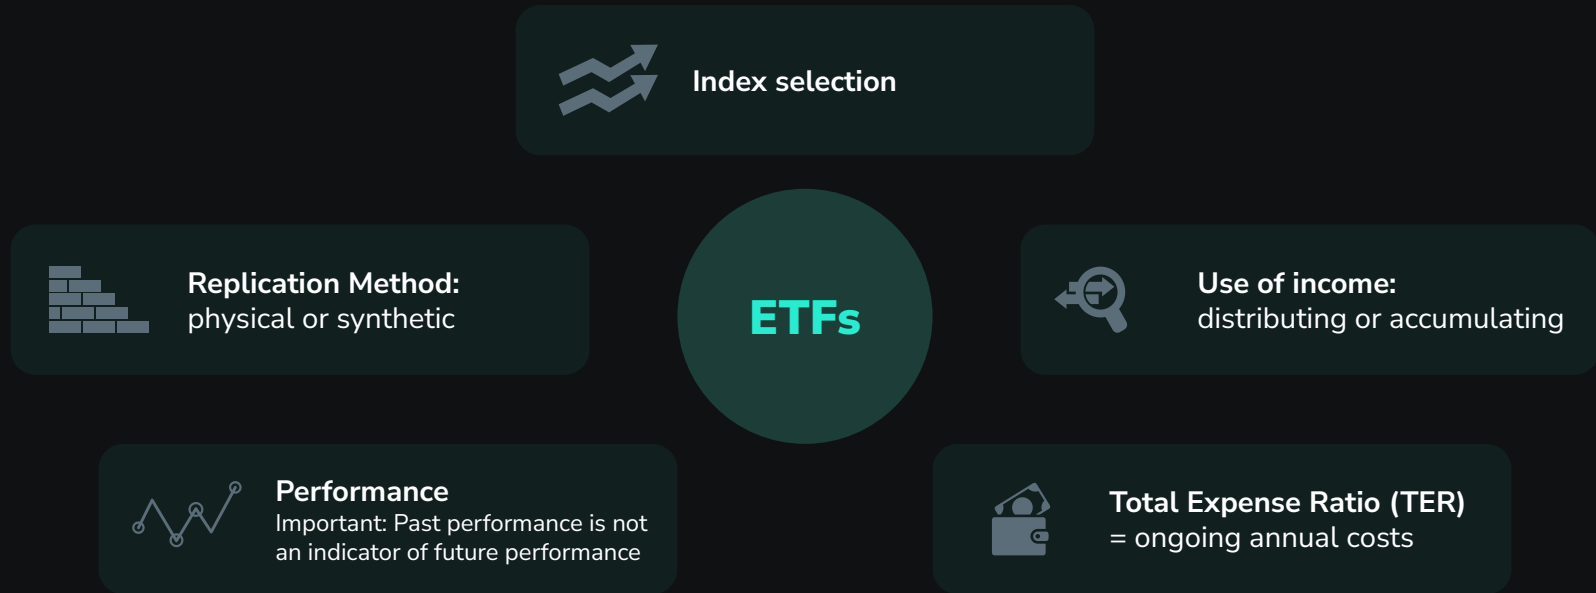 Index selection
Replication Method:
physical or synthetic
ETFs
Use of income:
distributing or accumulating
Performance
Important: Past performance is not
an indicator of future performance
Total Expense Ratio (TER)
= ongoing annual costs